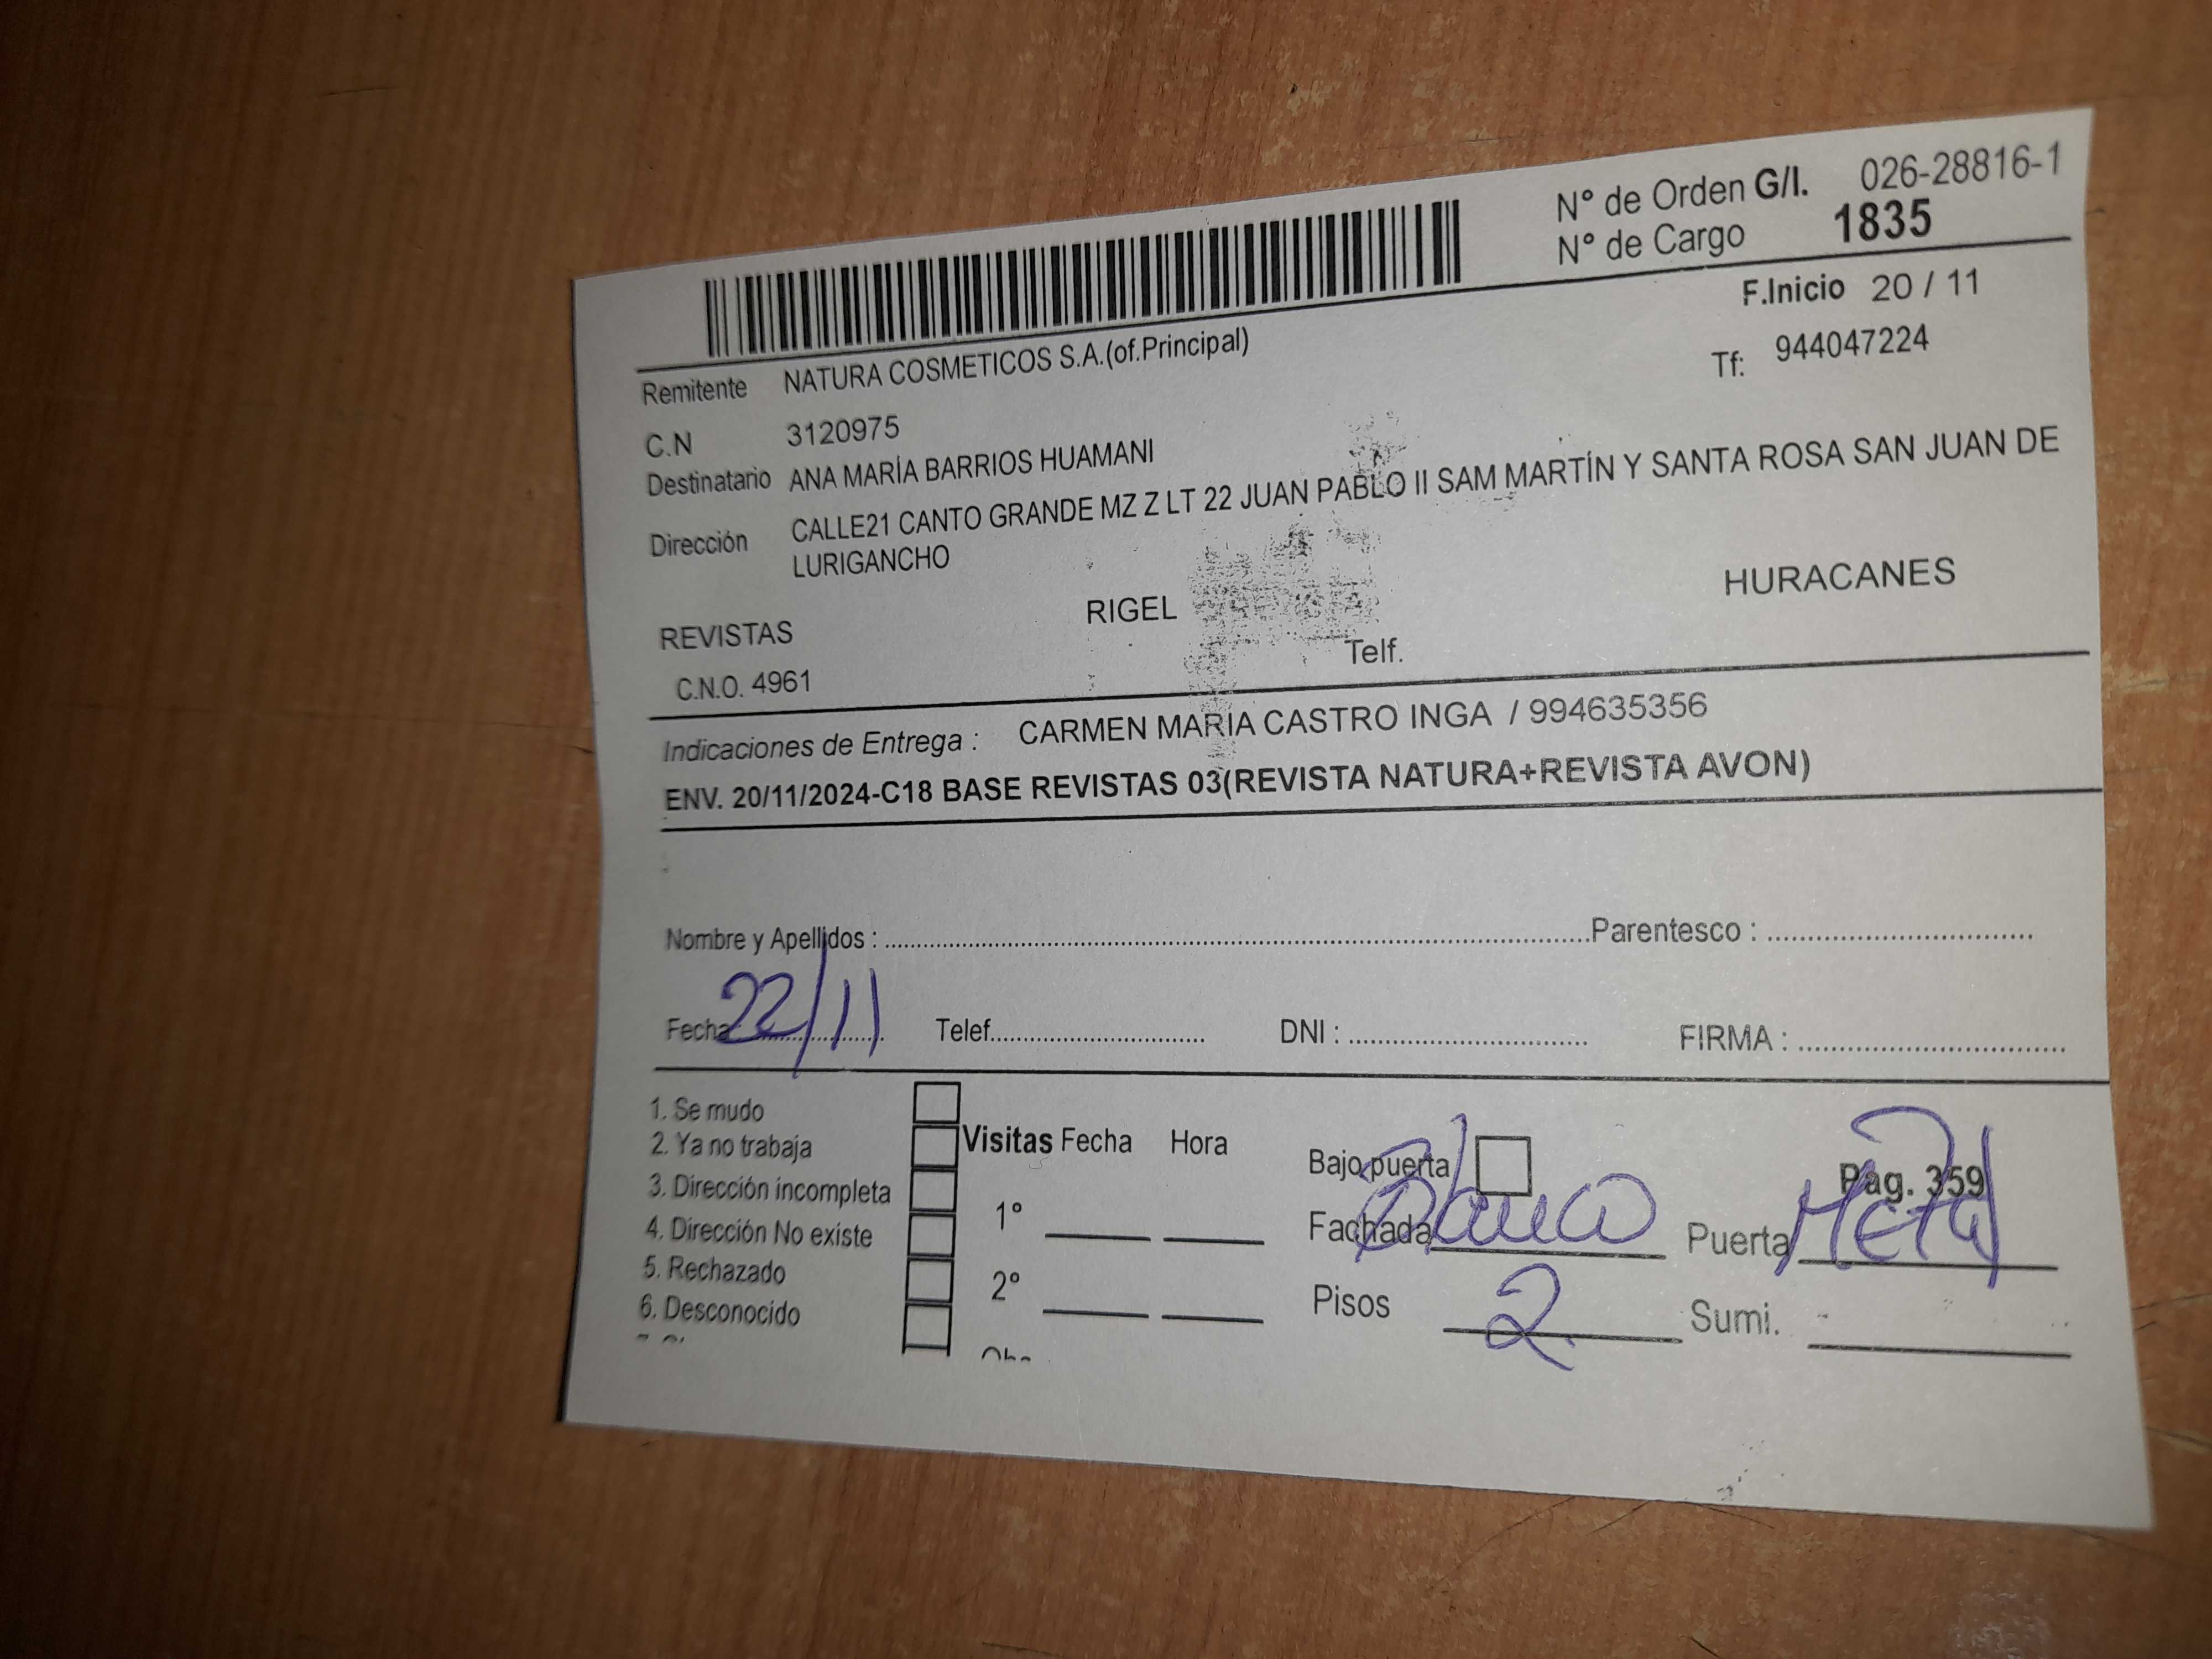 N° de Orden G/I. 026-28816-1
N° de Cargo 1835
F.Inicio 20 / 11
Remitente NATURA COSMETICOS S.A.(of.Principal)
Tf: 944047224
C.N 3120975
Destinatario ANA MARÍA BARRIOS HUAMANI
Dirección CALLE21 CANTO GRANDE MZ Z LT 22 JUAN PABLO II SAM MARTÍN Y SANTA ROSA SAN JUAN DE
LURIGANCHO
REVISTAS RIGEL HURACANES
C.N.O. 4961 Telf.
Indicaciones de Entrega : CARMEN MARIA CASTRO INGA / 994635356
ENV. 20/11/2024-C18 BASE REVISTAS 03(REVISTA NATURA+REVISTA AVON)
Nombre y Apellidos : Parentesco :
Fecha 22/11 Telef. DNI : FIRMA :
1. Se mudo
2. Ya no trabaja
3. Dirección incompleta
4. Dirección No existe
5. Rechazado
6. Desconocido
Visitas Fecha Hora
1°
2°
Bajo puerta Pag. 359
Fachada Blanco Puerta Metal
Pisos 2 Sumi.